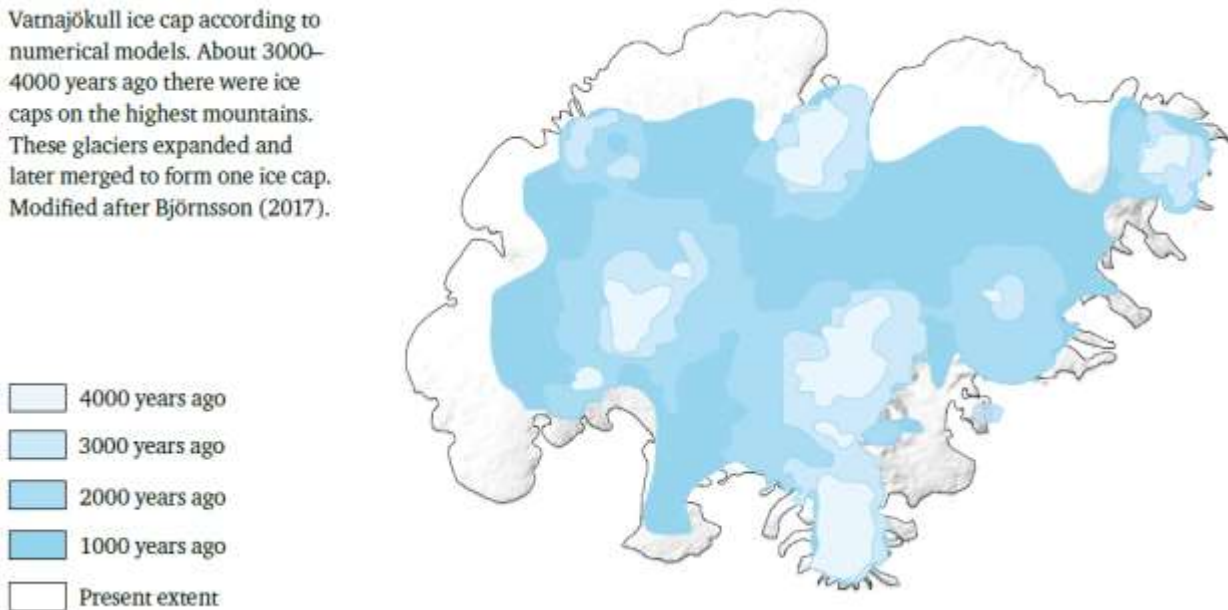 Vatnajökull ice cap according to
numerical models. About 3000–
4000 years ago there were ice
caps on the highest mountains.
These glaciers expanded and
later merged to form one ice cap.
Modified after Björnsson (2017).
4000 years ago
3000 years ago
2000 years ago
1000 years ago
Present extent